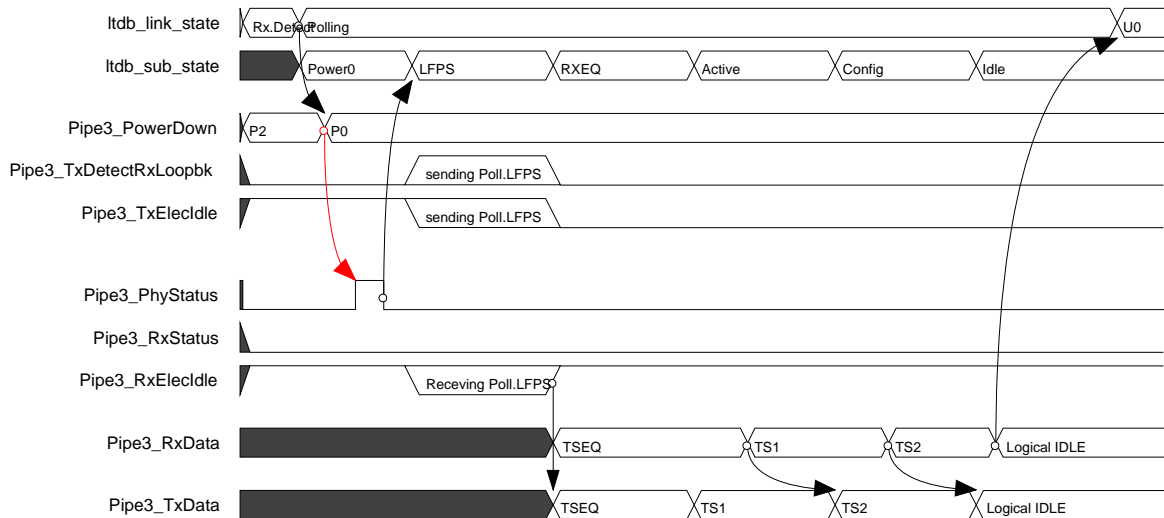 ltdb_link_state Rx.Detect Polling U0
ltdb_sub_state Power0 LFPS RXEQ Active Config Idle
Pipe3_PowerDown P2 P0
Pipe3_TxDetectRxLoopbk sending Poll.LFPS
Pipe3_TxElecIdle sending Poll.LFPS
Pipe3_PhyStatus
Pipe3_RxStatus
Pipe3_RxElecIdle Receving Poll.LFPS
Pipe3_RxData TSEQ TS1 TS2 Logical IDLE
Pipe3_TxData TSEQ TS1 TS2 Logical IDLE